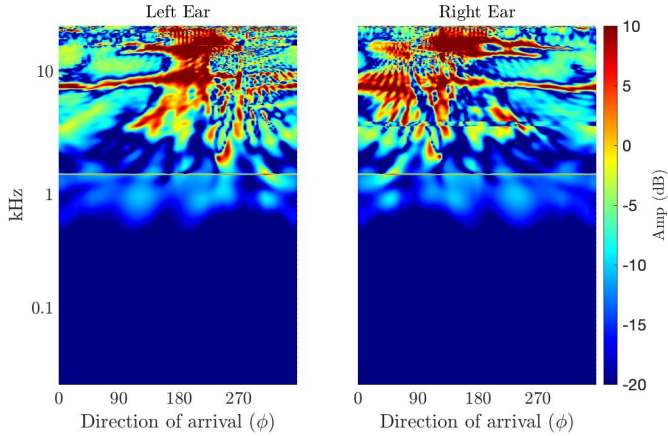 Left Ear
Right Ear
10
1
0.1
kHz
0 90 180 270
Direction of arrival (ϕ)
10
0 90 180 270
Direction of arrival (ϕ)
10
5
0
-5
-10
-15
-20
Amp (dB)